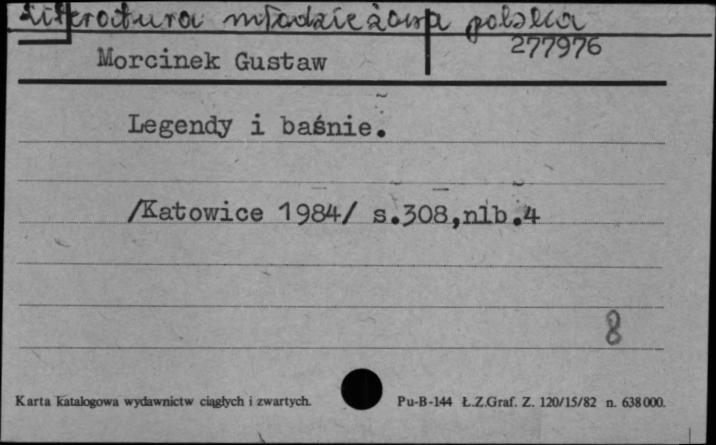 Literatura młodzieżowa polska
277976
Morcinek Gustaw
Legendy i baśnie.
/Katowice 1984/ s.308,nlb.4
8
Karta katalogowa wydawnictw ciągłych i zwartych.
Pu-B-144 Ł.Z.Graf. Z. 120/15/82 n. 638000.